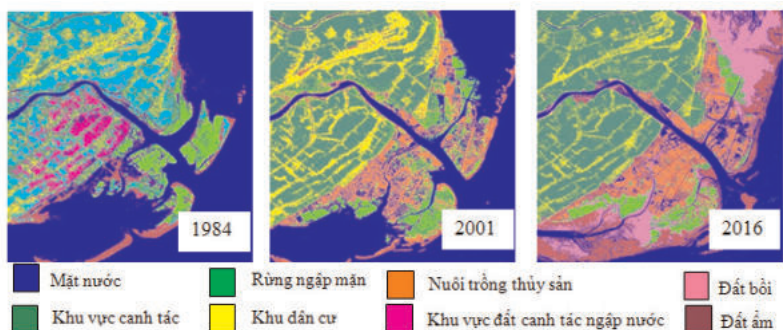 1984
2001
2016
Mặt nước
Rừng ngập mặn
Nuôi trồng thủy sản
Đất bồi
Khu vực canh tác
Khu dân cư
Khu vực đất canh tác ngập nước
Đất ẩm